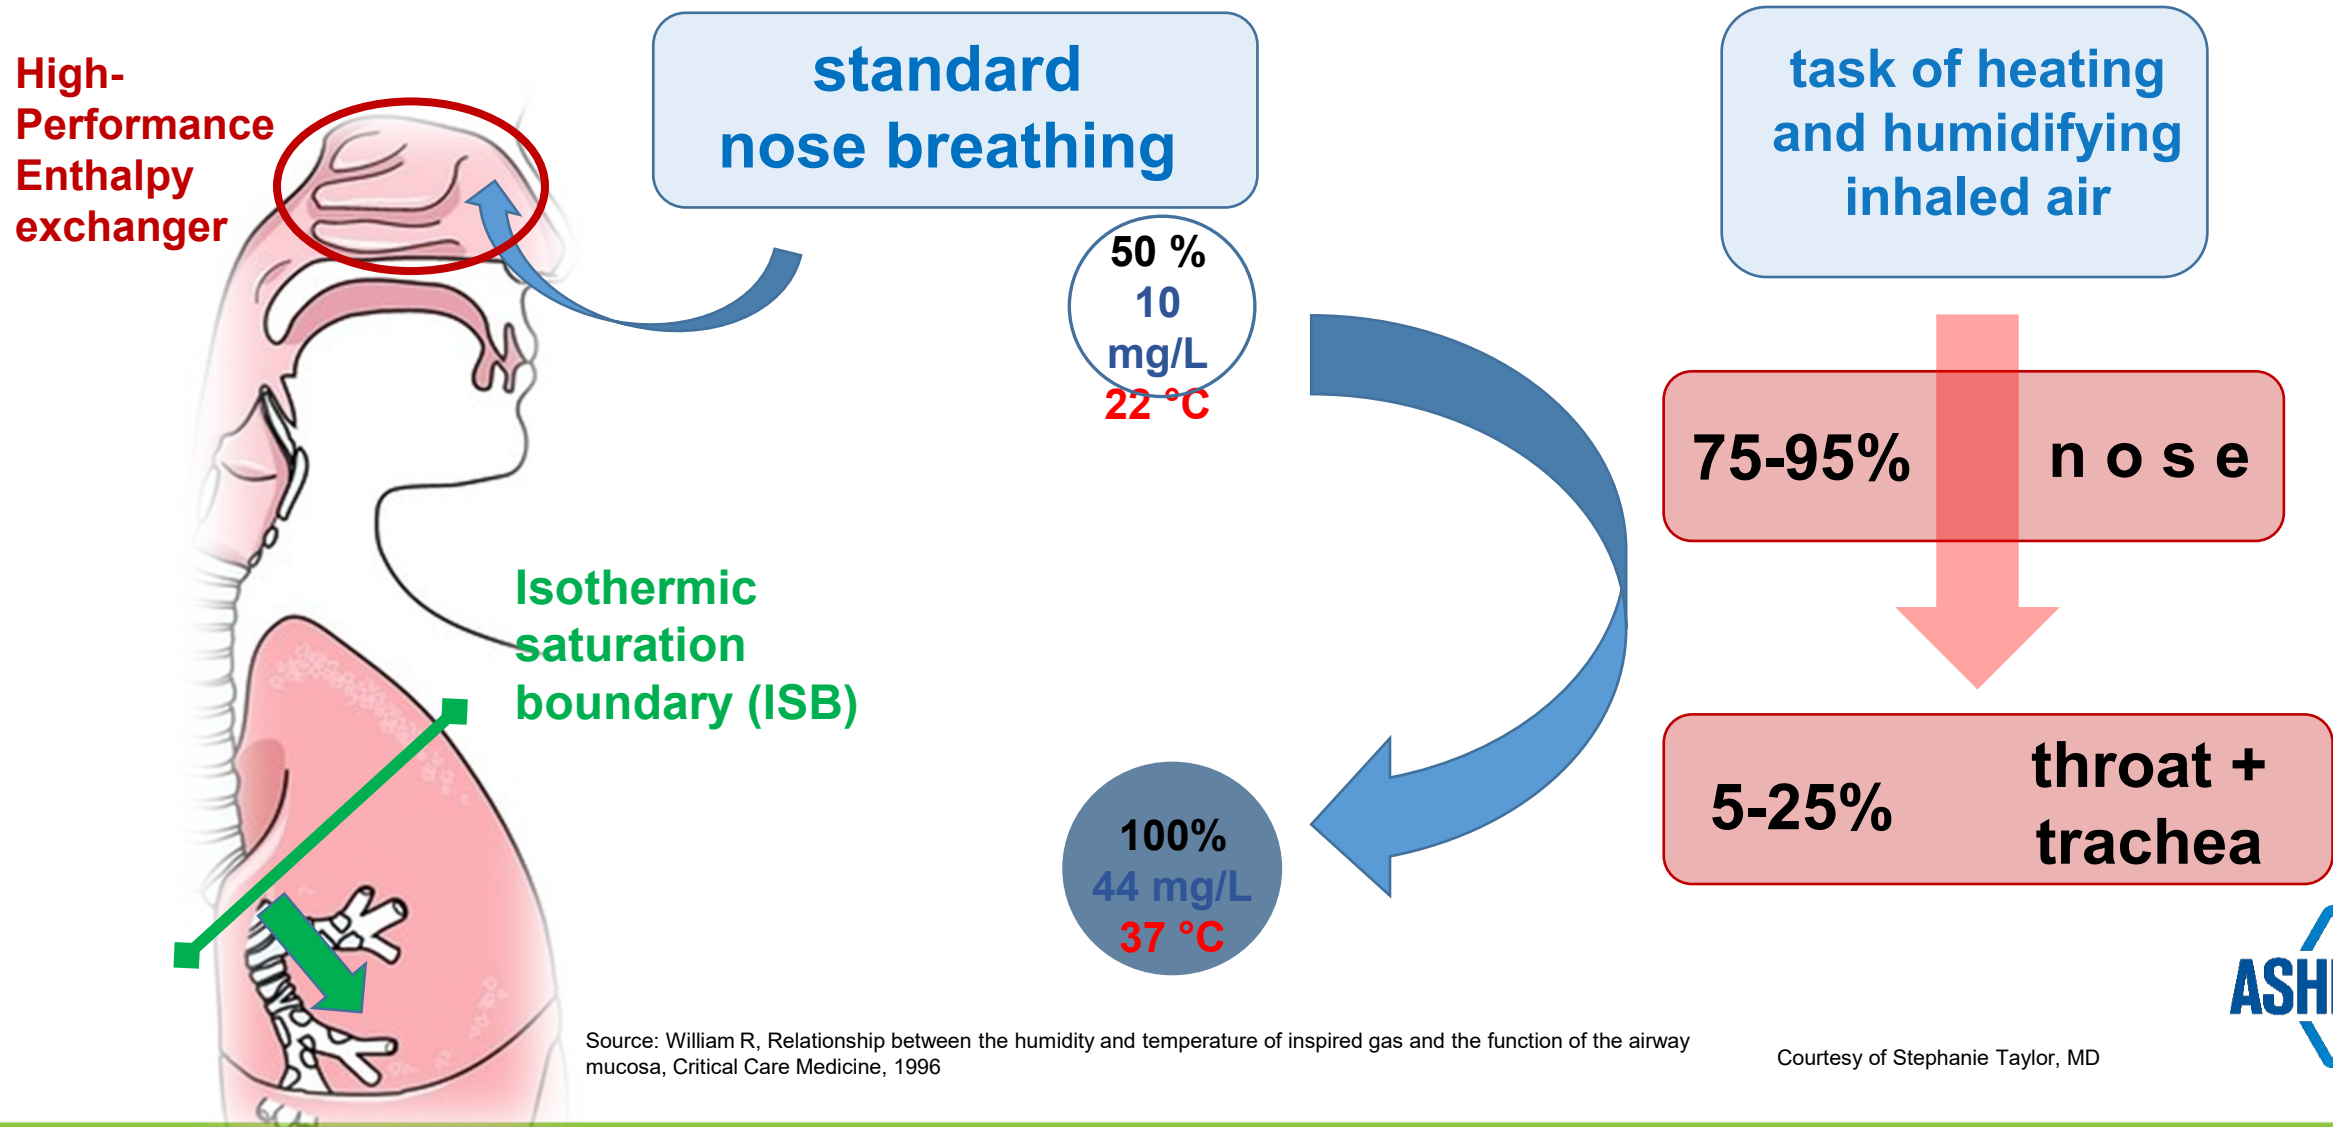 High-
Performance
Enthalpy
exchanger
standard
nose breathing
task of heating
and humidifying
inhaled air
50 %
10
mg/L
22 °C
75-95%
n o s e
Isothermic
saturation
boundary (ISB)
100%
44 mg/L
37 °C
5-25%
throat +
trachea
Source: William R, Relationship between the humidity and temperature of inspired gas and the function of the airway
mucosa, Critical Care Medicine, 1996
Courtesy of Stephanie Taylor, MD
ASH